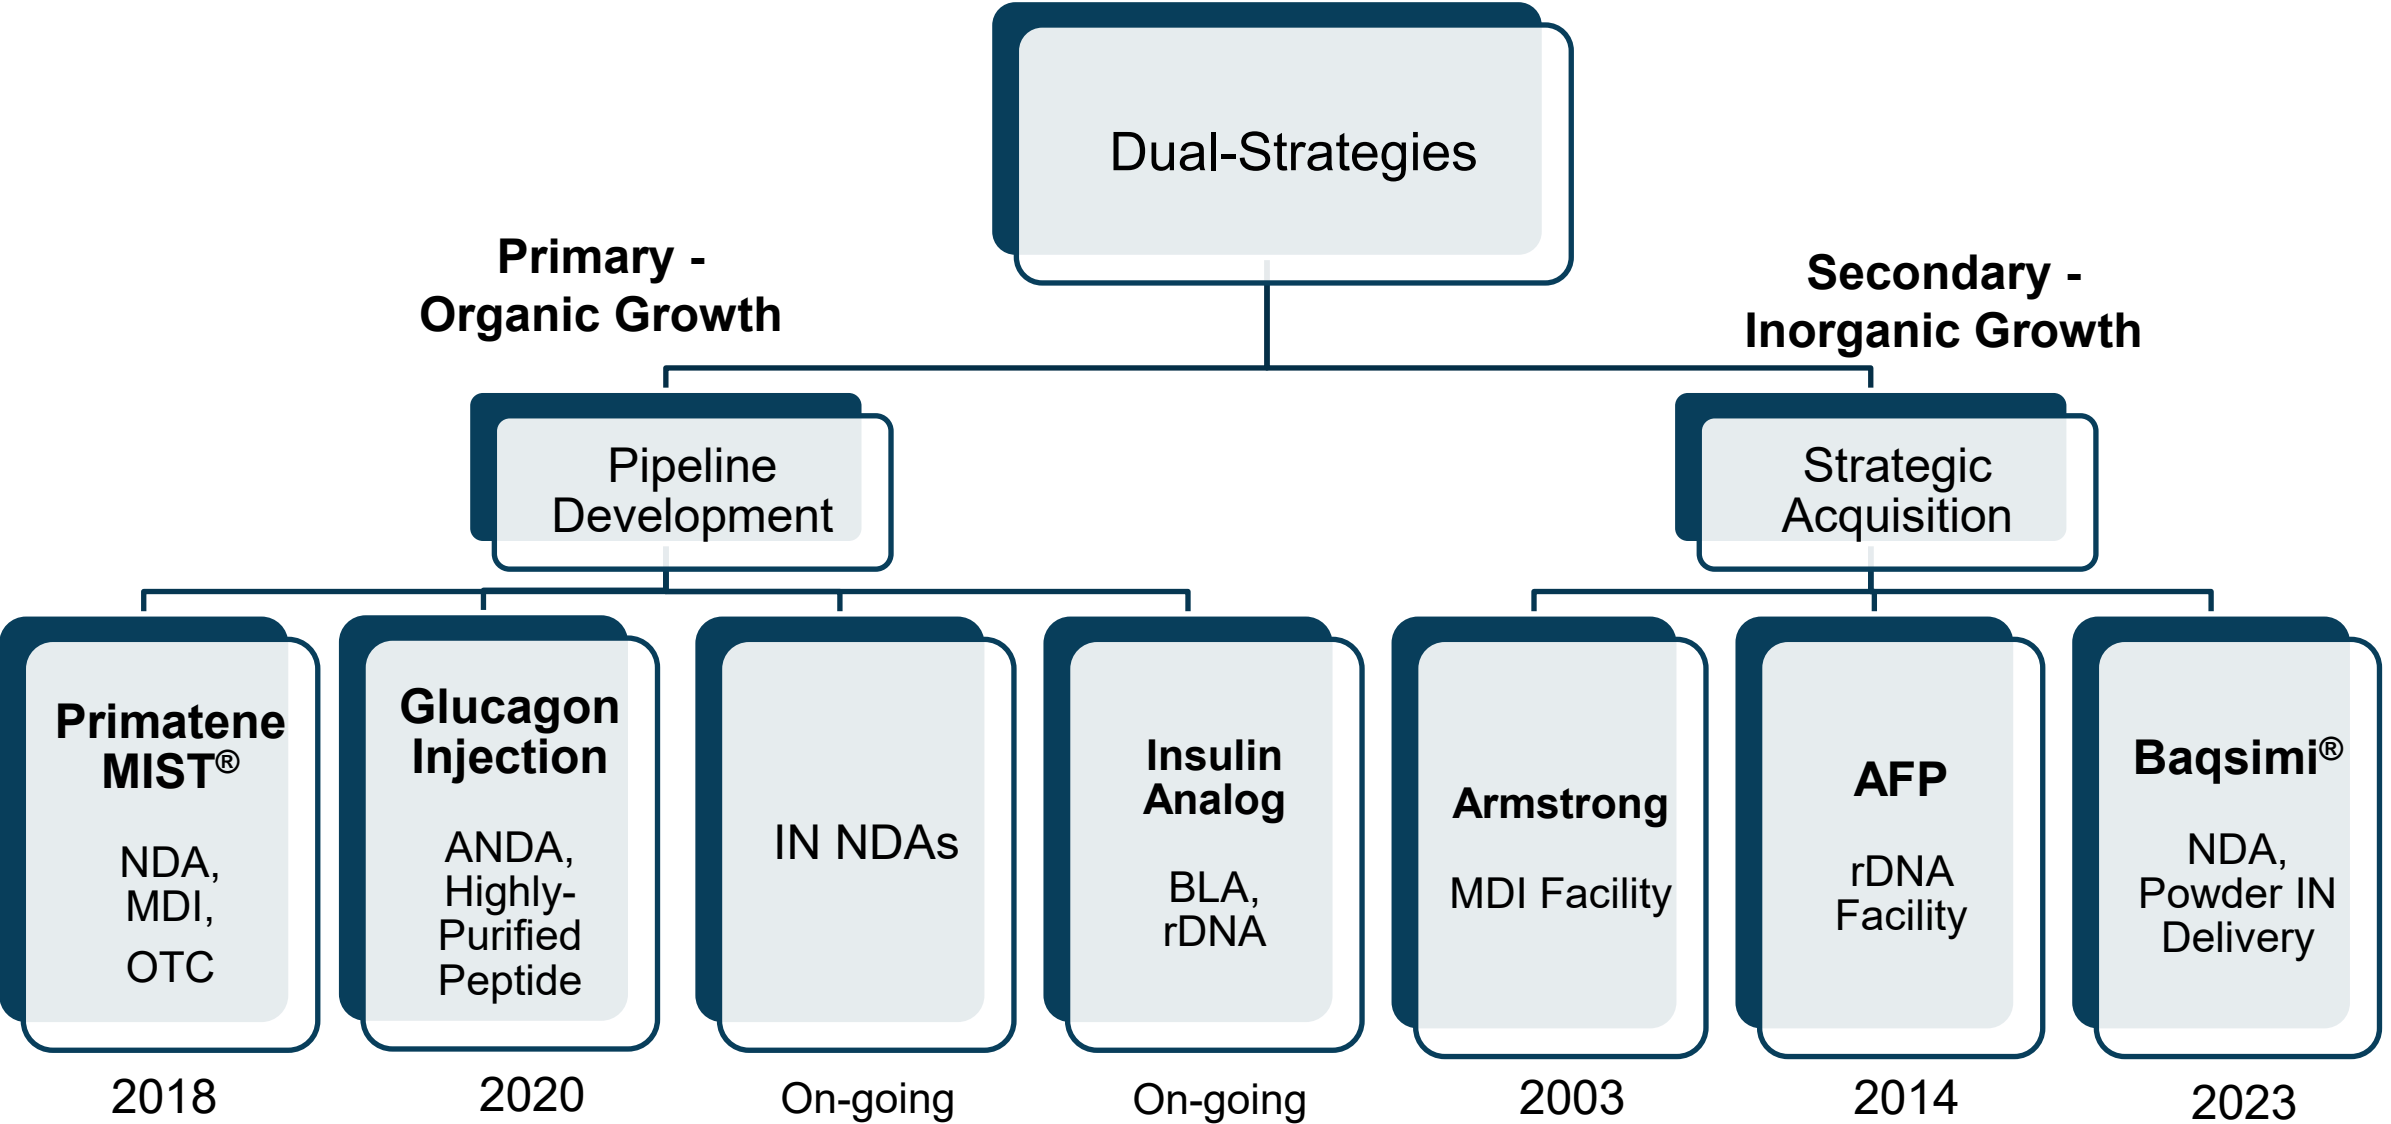 Dual-Strategies
Primary -
Organic Growth
Secondary -
Inorganic Growth
Pipeline
Development
Strategic
Acquisition
Primatene
MIST®
NDA,
MDI,
OTC
2018
Glucagon
Injection
ANDA,
Highly-
Purified
Peptide
2020
IN NDAs
On-going
Insulin
Analog
BLA,
rDNA
On-going
Armstrong
MDI Facility
2003
AFP
rDNA
Facility
2014
Baqsimi®
NDA,
Powder IN
Delivery
2023